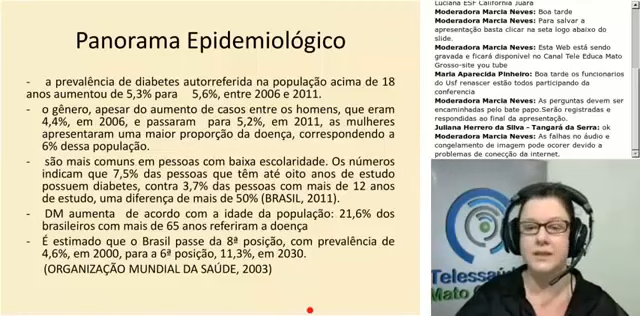 Panorama Epidemiológico
- a prevalência de diabetes autorreferida na população acima de 18
anos aumentou de 5,3% para 5,6%, entre 2006 e 2011.
- o gênero, apesar do aumento de casos entre os homens, que eram
4,4%, em 2006, e passaram para 5,2%, em 2011, as mulheres
apresentaram uma maior proporção da doença, correspondendo a
6% dessa população.
- são mais comuns em pessoas com baixa escolaridade. Os números
indicam que 7,5% das pessoas que têm até oito anos de estudo
possuem diabetes, contra 3,7% das pessoas com mais de 12 anos
de estudo, uma diferença de mais de 50% (BRASIL, 2011).
- DM aumenta de acordo com a idade da população: 21,6% dos
brasileiros com mais de 65 anos referiram a doença
- É estimado que o Brasil passe da 8ª posição, com prevalência de
4,6%, em 2000, para a 6ª posição, 11,3%, em 2030.
(ORGANIZAÇÃO MUNDIAL DA SAÚDE, 2003)
Luciana ESF California Juara
Moderadora Marcia Neves: Boa tarde
Moderadora Marcia Neves: Para salvar a
apresentação basta clicar na seta logo abaixo do
slide.
Moderadora Marcia Neves: Esta Web está sendo
gravada e ficará disponível no Canal Tele Educa Mato
Grosso-site you tube
Maria Aparecida Pinheiro: Boa tarde os funcionarios
do Usf renascer estão todos participando da
conferencia
Moderadora Marcia Neves: As perguntas devem ser
encaminhadas pelo bate papo.Serão registradas e
respondidas ao final da apresentação.
Juliana Herrero da Silva - Tangará da Serra: ok
Moderadora Marcia Neves: As falhas no áudio e
congelamento de imagem pode ocorrer devido a
problemas de conecção da internet.
Telessaú
Mato